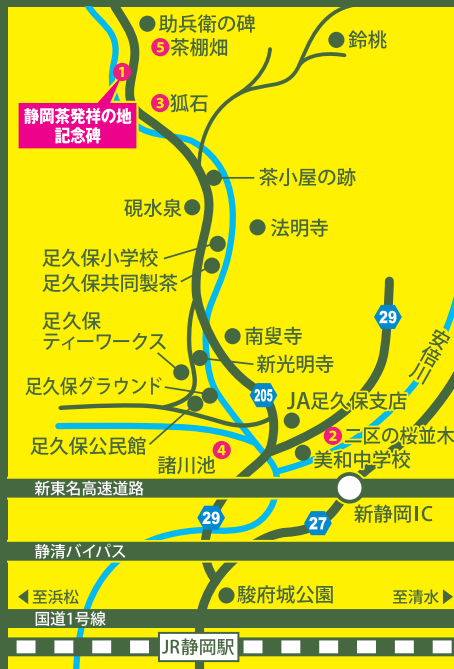 助兵衛の碑
5 茶棚畑
鈴桃
1
3 狐石
静岡茶発祥の地
記念碑
茶小屋の跡
硯水泉
法明寺
足久保小学校
足久保共同製茶
29
足久保
ティーワークス
南叟寺
安倍川
新光明寺
足久保グラウンド
205
JA足久保支店
足久保公民館
2 二区の桜並木
4
諸川池
美和中学校
新東名高速道路
新静岡IC
29
27
静清バイパス
駿府城公園
至浜松
至清水
国道1号線
JR静岡駅